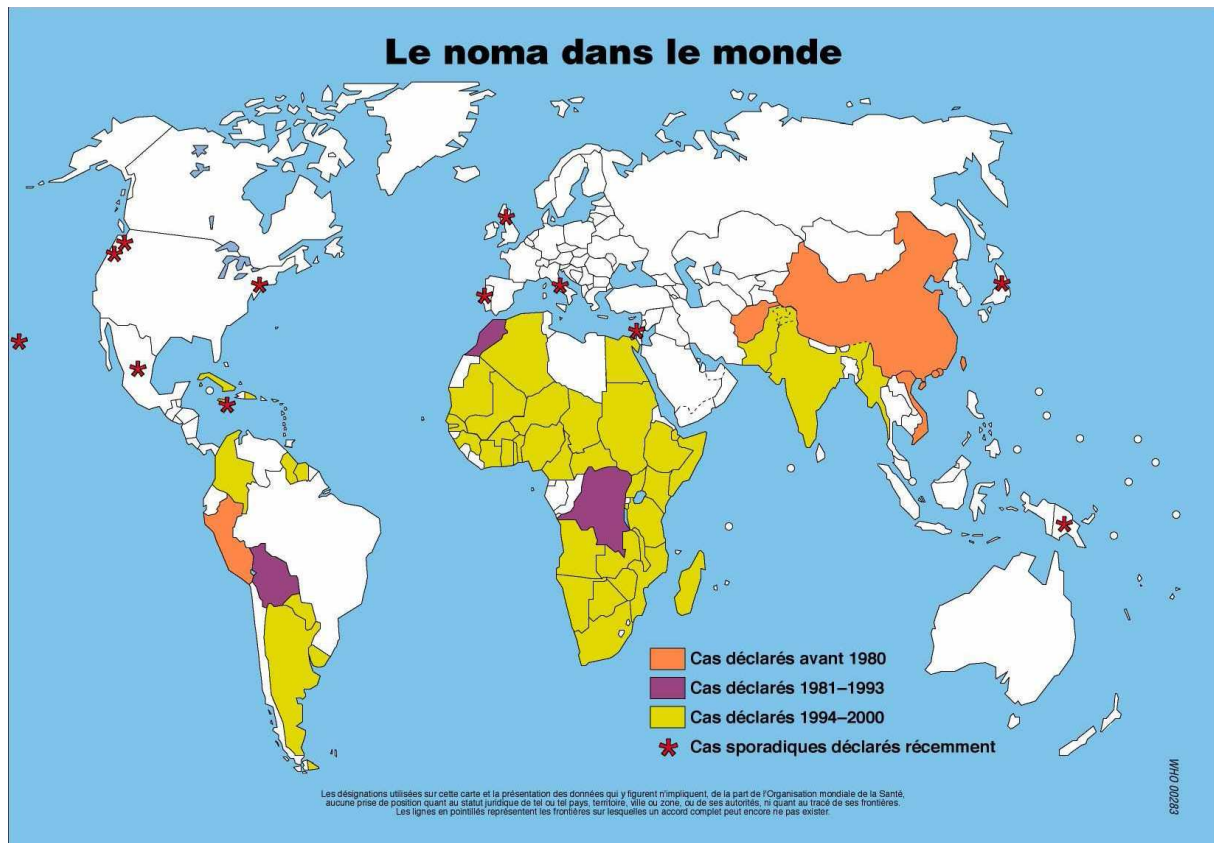 Le noma dans le monde
Cas déclarés avant 1980
Cas déclarés 1981–1993
Cas déclarés 1994–2000
Cas sporadiques déclarés récemment
Les désignations utilisées sur cette carte et la présentation des données qui y figurent n'impliquent, de la part de l'Organisation mondiale de la Santé,
aucune prise de position quant au statut juridique de tel ou tel pays, territoire, ville ou zone, ou de ses autorités, ni quant au tracé de ses frontières.
Les lignes en pointillés représentent les frontières sur lesquelles un accord complet peut encore ne pas exister.
WHO 00283